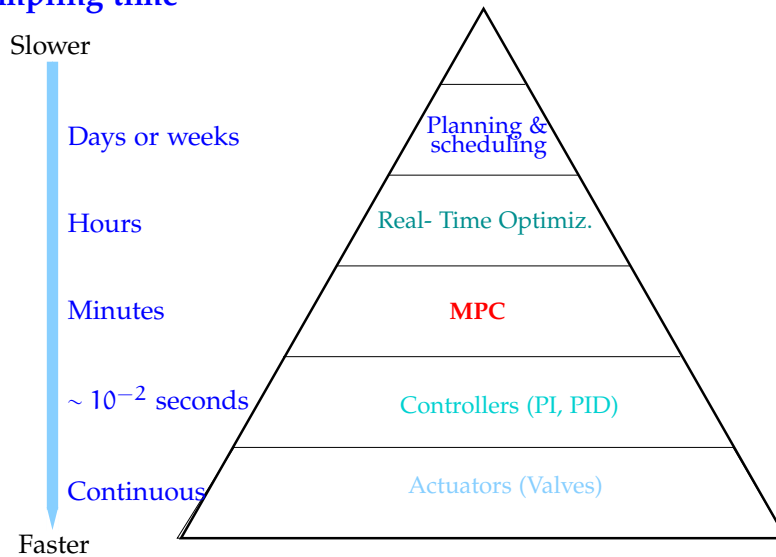 time
Slower
Planning &
scheduling
Days or weeks
Real- Time Optimiz.
Hours
MPC
Minutes
Controllers (PI, PID)
~ 10⁻² seconds
Actuators (Valves)
Continuous
Faster